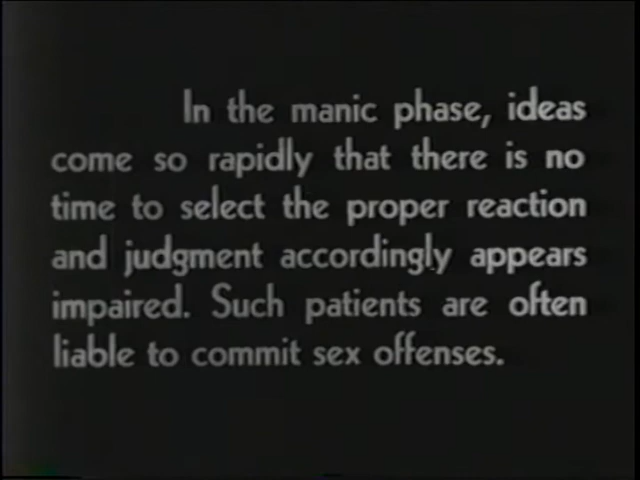 In the manic phase, ideas
come so rapidly that there is no
time to select the proper reaction
and judgment accordingly appears
impaired. Such patients are often
liable to commit sex offenses.